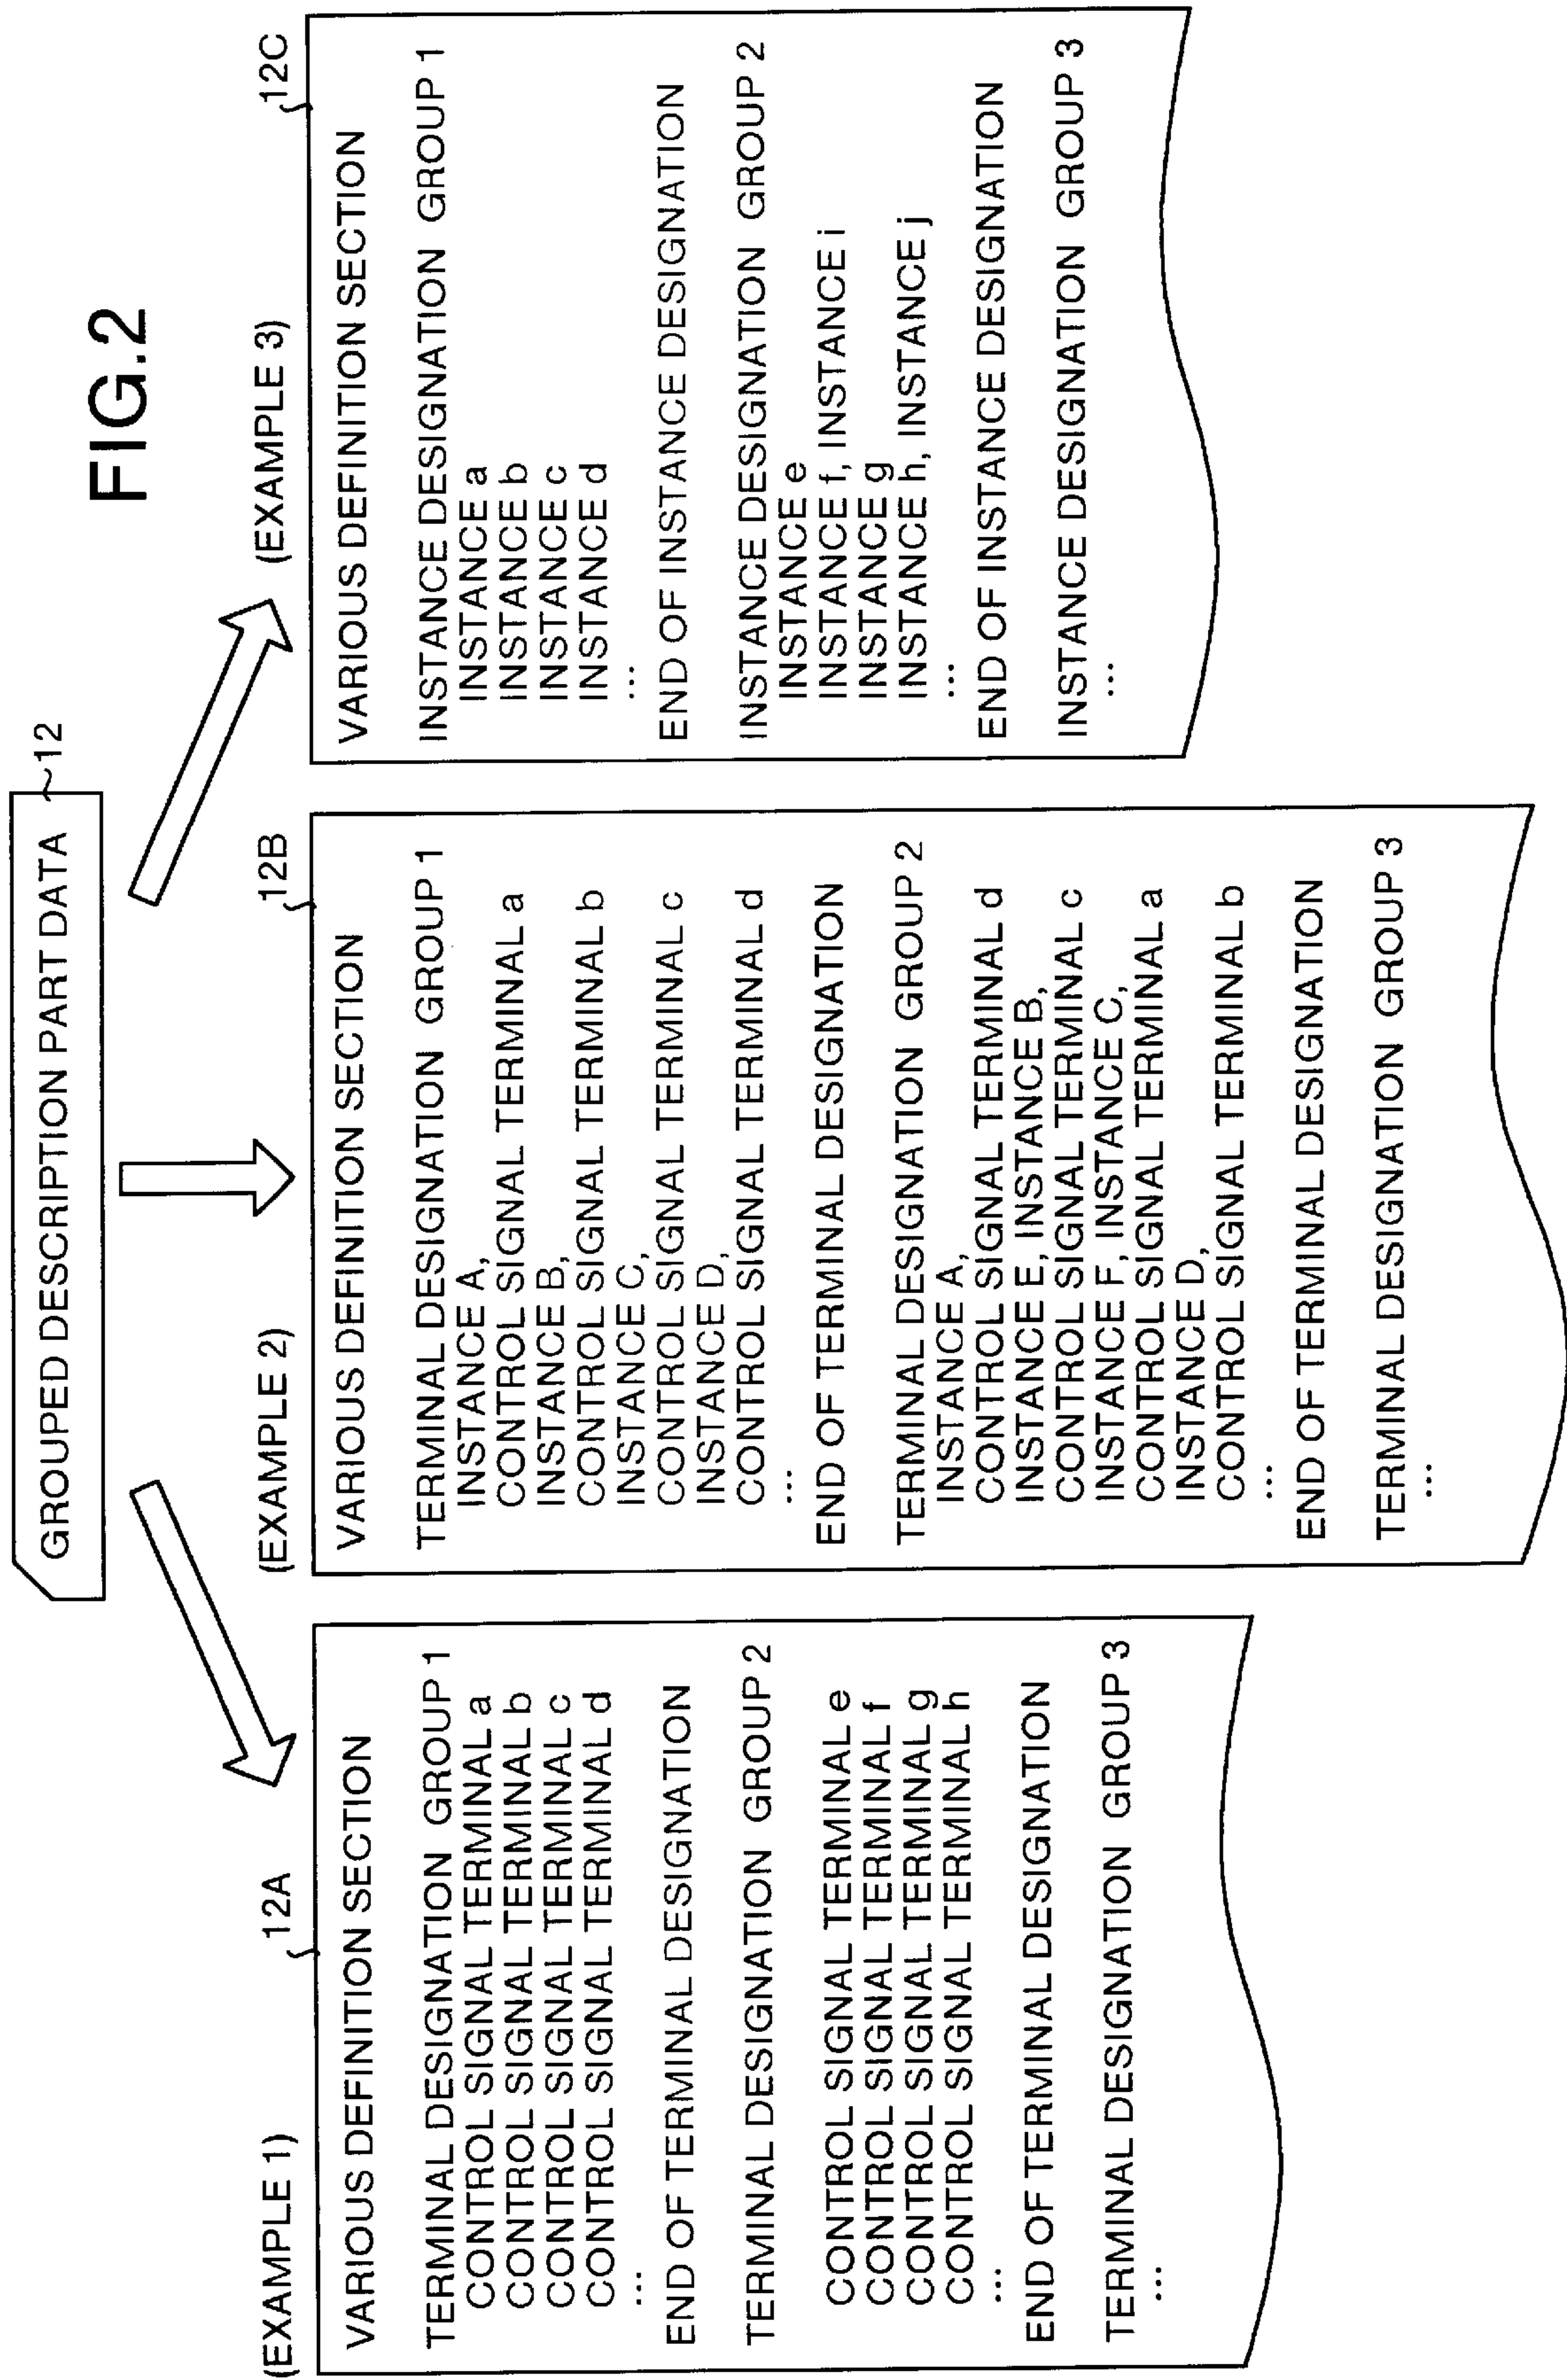 FIG.2
GROUPED DESCRIPTION PART DATA ~12
(EXAMPLE 1)
12A
VARIOUS DEFINITION SECTION
TERMINAL DESIGNATION GROUP 1
CONTROL SIGNAL TERMINAL a
CONTROL SIGNAL TERMINAL b
CONTROL SIGNAL TERMINAL c
CONTROL SIGNAL TERMINAL d
...
END OF TERMINAL DESIGNATION
TERMINAL DESIGNATION GROUP 2
CONTROL SIGNAL TERMINAL e
CONTROL SIGNAL TERMINAL f
CONTROL SIGNAL TERMINAL g
CONTROL SIGNAL TERMINAL h
...
END OF TERMINAL DESIGNATION
TERMINAL DESIGNATION GROUP 3
...
(EXAMPLE 2)
12B
VARIOUS DEFINITION SECTION
TERMINAL DESIGNATION GROUP 1
INSTANCE A,
CONTROL SIGNAL TERMINAL a
INSTANCE B,
CONTROL SIGNAL TERMINAL b
INSTANCE C,
CONTROL SIGNAL TERMINAL c
INSTANCE D,
CONTROL SIGNAL TERMINAL d
...
END OF TERMINAL DESIGNATION
TERMINAL DESIGNATION GROUP 2
INSTANCE A,
CONTROL SIGNAL TERMINAL d
INSTANCE E, INSTANCE B,
CONTROL SIGNAL TERMINAL c
INSTANCE F, INSTANCE C,
CONTROL SIGNAL TERMINAL a
INSTANCE D,
CONTROL SIGNAL TERMINAL b
...
END OF TERMINAL DESIGNATION
TERMINAL DESIGNATION GROUP 3
...
(EXAMPLE 3)
12C
VARIOUS DEFINITION SECTION
INSTANCE DESIGNATION GROUP 1
INSTANCE a
INSTANCE b
INSTANCE c
INSTANCE d
...
END OF INSTANCE DESIGNATION
INSTANCE DESIGNATION GROUP 2
INSTANCE e
INSTANCE f, INSTANCE i
INSTANCE g
INSTANCE h, INSTANCE j
...
END OF INSTANCE DESIGNATION
INSTANCE DESIGNATION GROUP 3
...